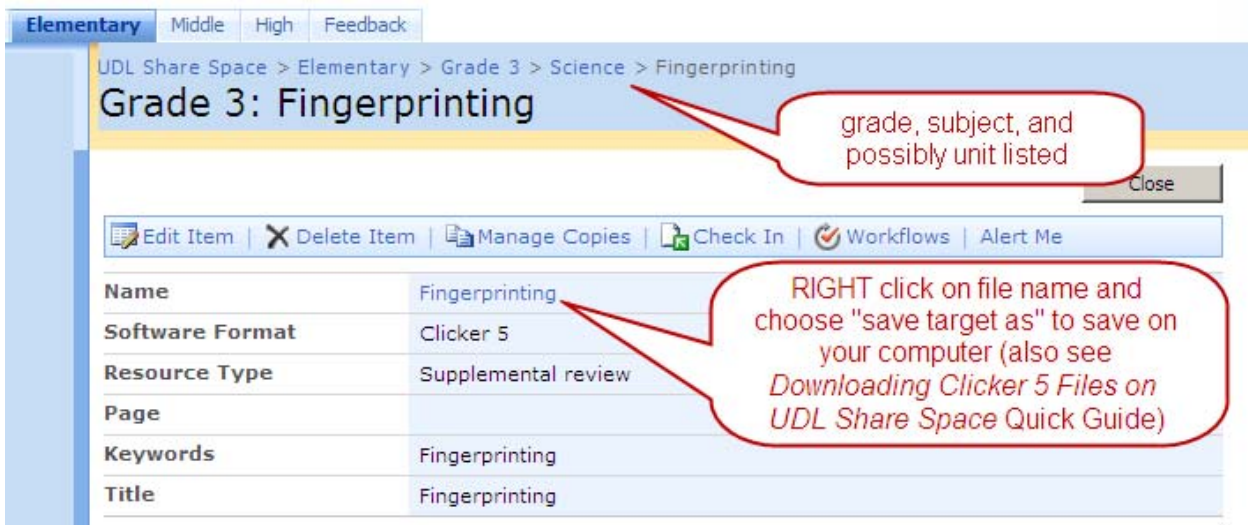 Elementary Middle High Feedback
UDL Share Space > Elementary > Grade 3 > Science > Fingerprinting
Grade 3: Fingerprinting
grade, subject, and
possibly unit listed
Close
Edit Item | Delete Item | Manage Copies | Check In | Workflows | Alert Me
Name Fingerprinting
Software Format Clicker 5
Resource Type Supplemental review
Page
Keywords Fingerprinting
Title Fingerprinting
RIGHT click on file name and
choose "save target as" to save on
your computer (also see
Downloading Clicker 5 Files on
UDL Share Space Quick Guide)